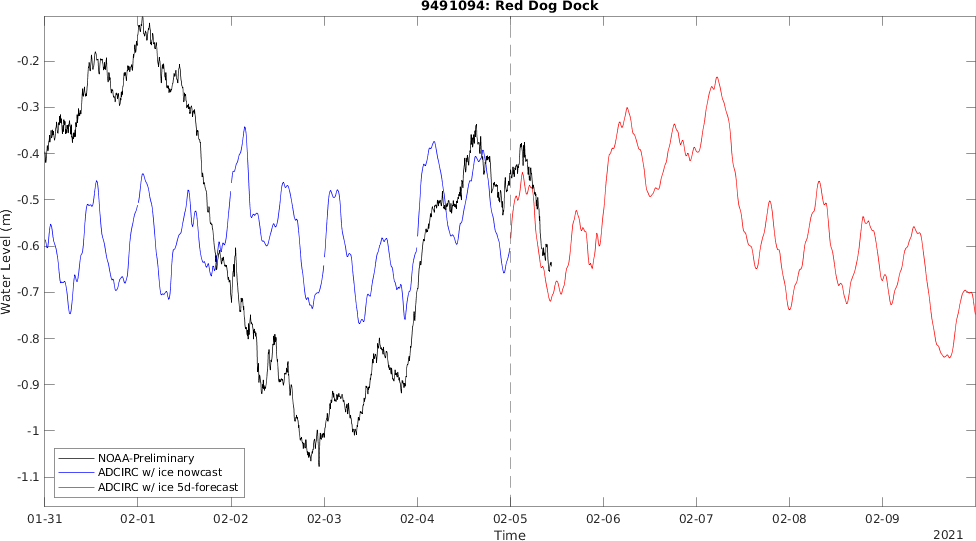 9491094: Red Dog Dock
Water Level (m)
-0.2
-0.3
-0.4
-0.5
-0.6
-0.7
-0.8
-0.9
-1
-1.1
NOAA-Preliminary
ADCIRC w/ ice nowcast
ADCIRC w/ ice 5d-forecast
01-31 02-01 02-02 02-03 02-04 02-05 02-06 02-07 02-08 02-09
Time
2021